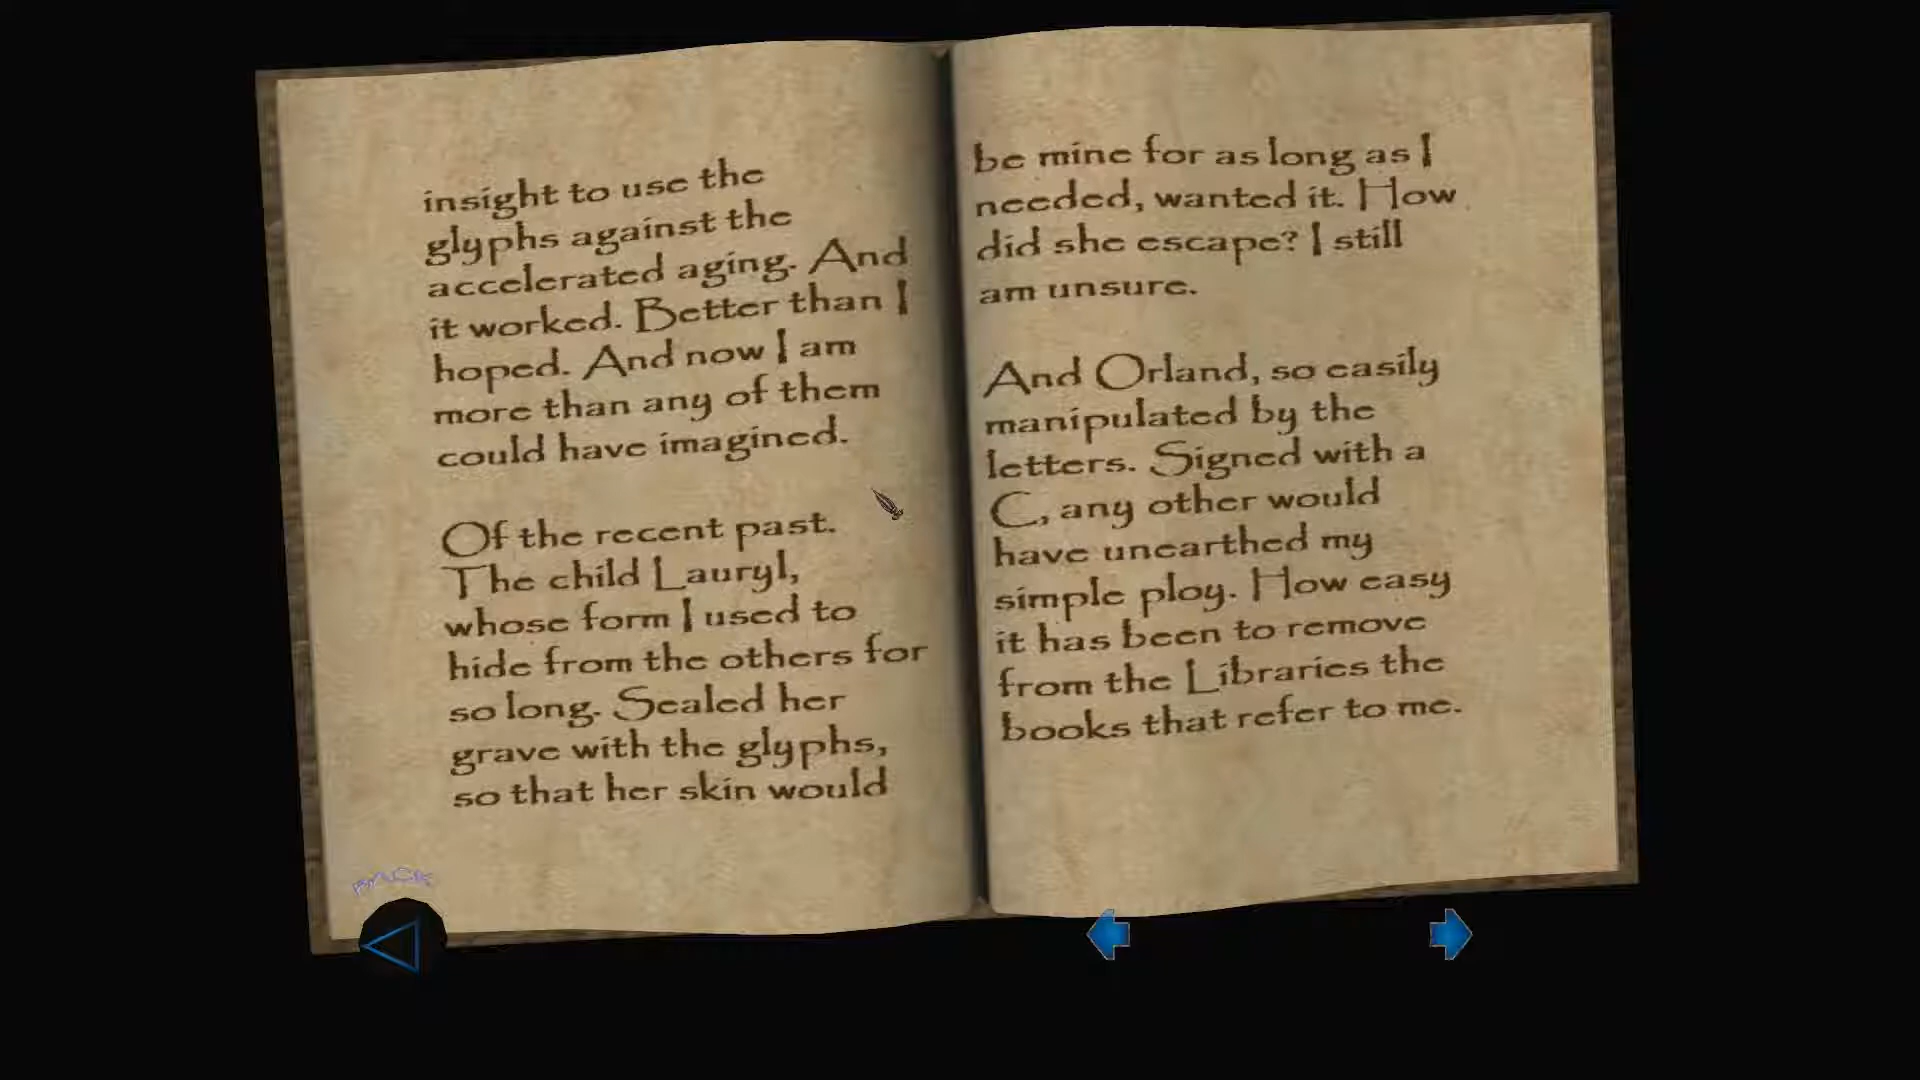 insight to use the
glyphs against the
accelerated aging. And
it worked. Better than I
hoped. And now I am
more than any of them
could have imagined.
Of the recent past.
The child Lauryl,
whose form I used to
hide from the others for
so long. Sealed her
grave with the glyphs,
so that her skin would
be mine for as long as I
needed, wanted it. How
did she escape? I still
am unsure.
And Orland, so easily
manipulated by the
letters. Signed with a
C, any other would
have unearthed my
simple ploy. How easy
it has been to remove
from the Libraries the
books that refer to me.
BACK